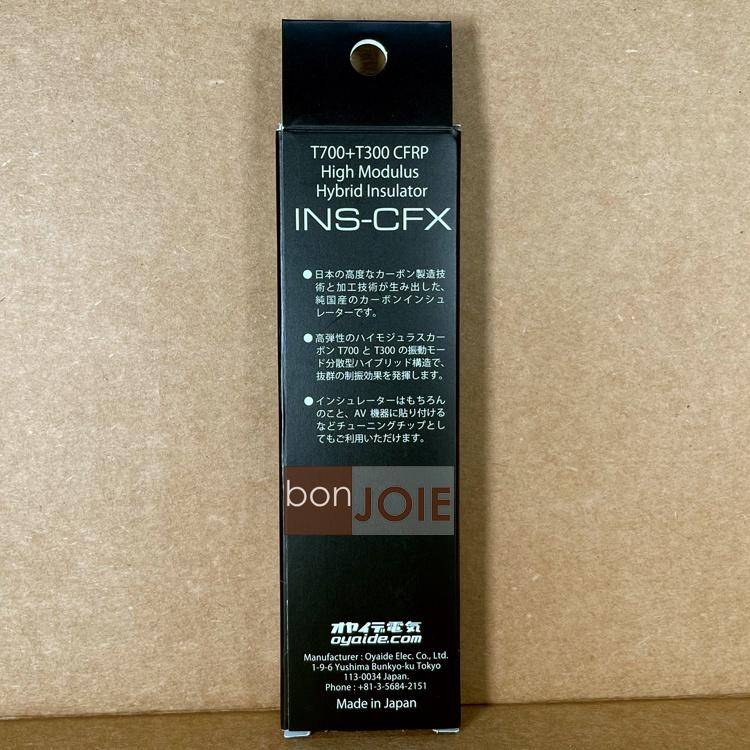 T700+T300 CFRP
High Modulus
Hybrid Insulator
INS-CFX
●日本の高度なカーボン製造技
術と加工技術が生み出した、
純国産のカーボンインシュ
レーターです。
●高弾性のハイモジュラスカー
ボン T700 と T300 の振動モー
ド分散型ハイブリッド構造で、
抜群の制振効果を発揮します。
●インシュレーターはもちろん
のこと、AV 機器に貼り付ける
などチューニングチップとし
てもご利用いただけます。
bon JOIE
オヤイデ電気
oyaide.com
Manufacturer : Oyaide Elec. Co., Ltd.
1-9-6 Yushima Bunkyo-ku Tokyo
113-0034 Japan.
Phone : +81-3-5684-2151
Made in Japan